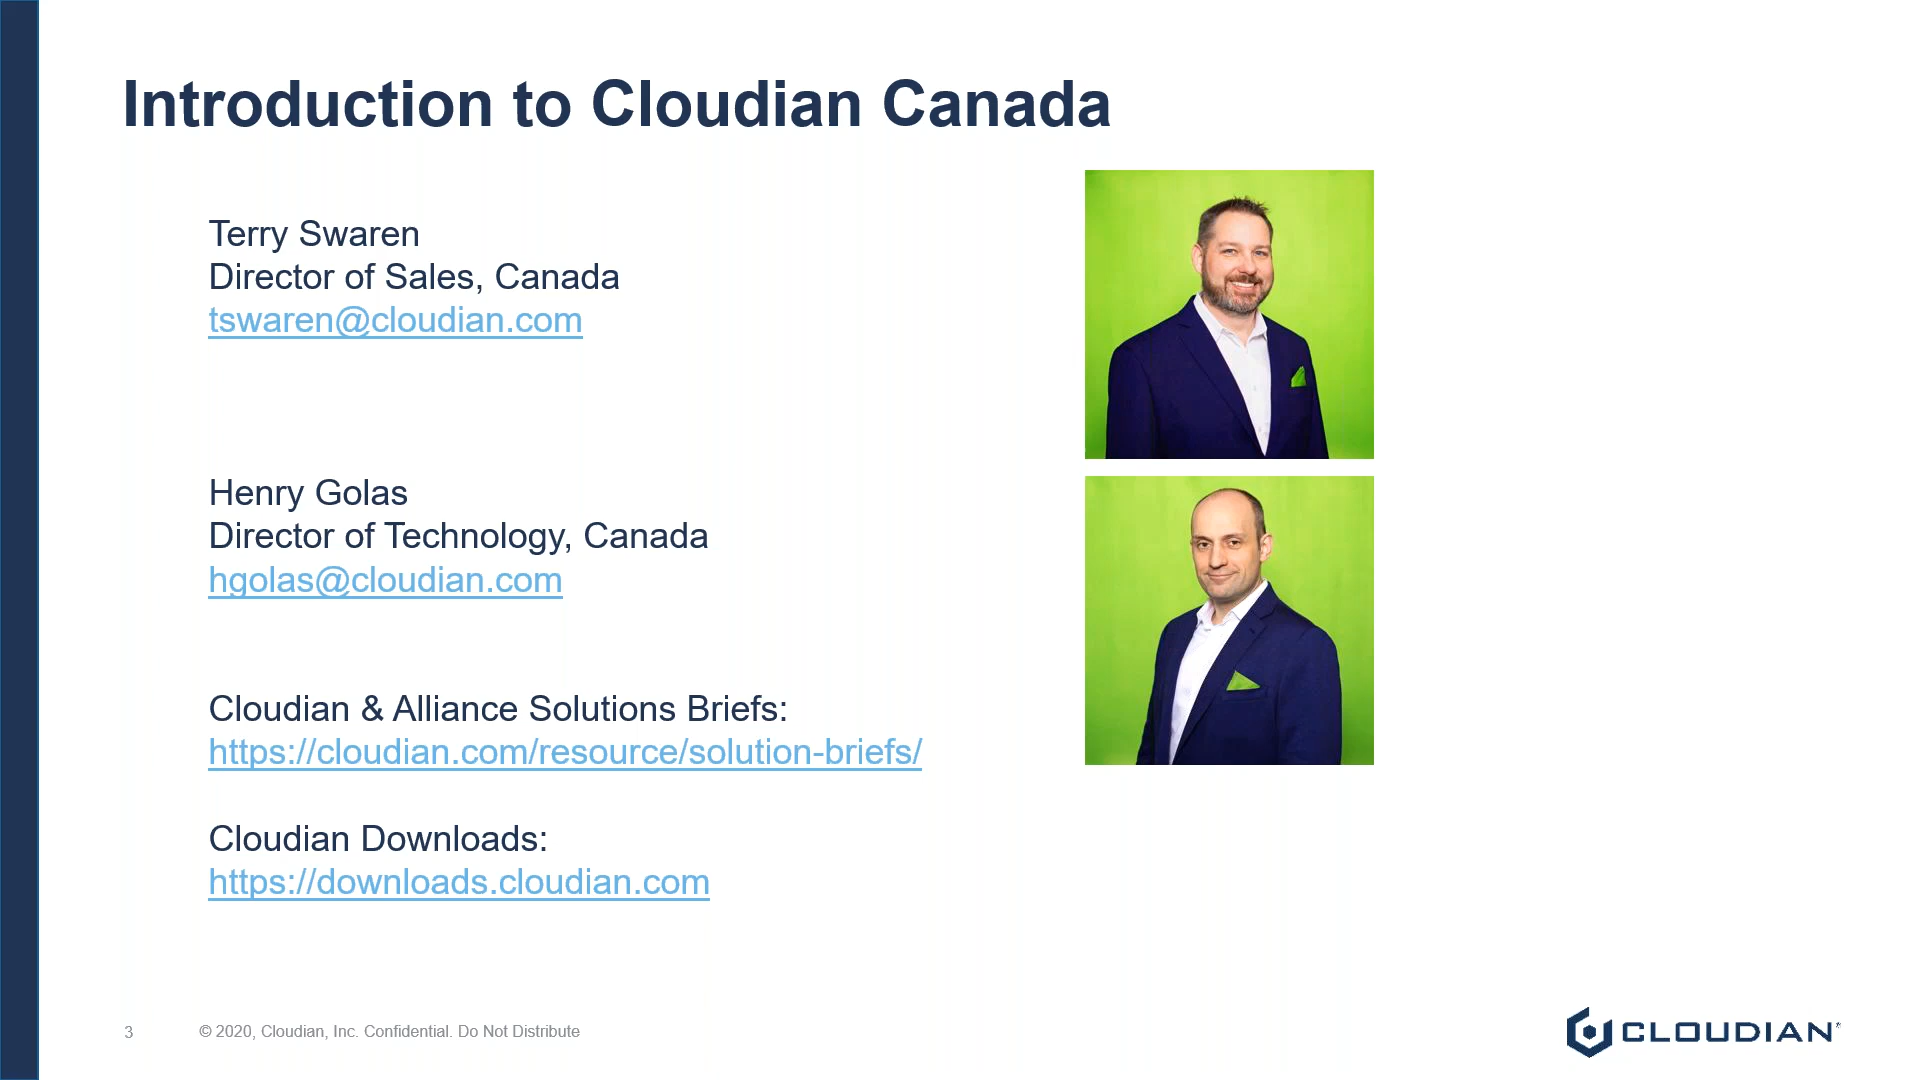 Introduction to Cloudian Canada
Terry Swaren
Director of Sales, Canada
tswaren@cloudian.com
Henry Golas
Director of Technology, Canada
hgolas@cloudian.com
Cloudian & Alliance Solutions Briefs:
https://cloudian.com/resource/solution-briefs/
Cloudian Downloads:
https://downloads.cloudian.com
3
© 2020, Cloudian, Inc. Confidential. Do Not Distribute
CLOUDIAN